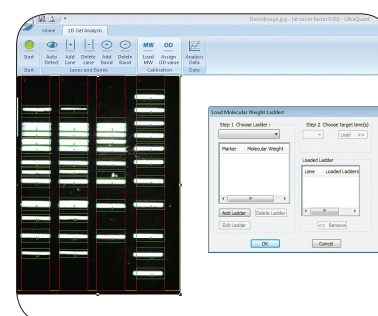 DemoImage.jpg - [at zoom factor 0.95] - UltraQuant
Home 1D Gel Analysis
Start Auto Detect Add Lane Delete Lane Add Band Delete Band MW Load MW OD Assign OD value Analysis Data
Start Lanes and Bands Calibration Data
Load Molecular Weight Ladders
Step 1 Choose Ladder : Step 2 Choose target lane(s)
Load >>
Marker Molecular Weight Loaded Ladder
Lane Loaded Ladders
Add Ladder Delete Ladder
Edit Ladder << Remove
OK Cancel